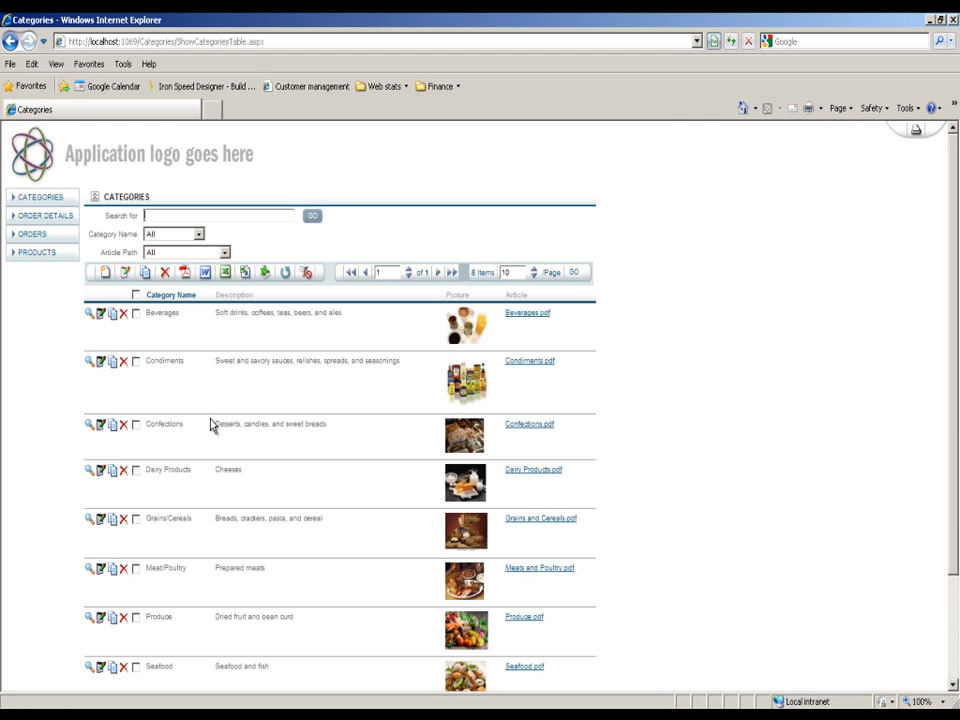 Categories - Windows Internet Explorer
http://localhost:1069/Categories/ShowCategoriesTable.aspx
Google
File Edit View Favorites Tools Help
Favorites Google Calendar Iron Speed Designer - Build ... Customer management Web stats Finance
Categories
Page Safety Tools
Application logo goes here
CATEGORIES
ORDER DETAILS
ORDERS
PRODUCTS
CATEGORIES
Search for GO
Category Name All
Article Path All
1 of 1 8 Items 10 /Page GO
Category Name Description Picture Article
Beverages Soft drinks, coffees, teas, beers, and ales Beverages.pdf
Condiments Sweet and savory sauces, relishes, spreads, and seasonings Condiments.pdf
Confections Desserts, candies, and sweet breads Confections.pdf
Dairy Products Cheeses Dairy Products.pdf
Grains/Cereals Breads, crackers, pasta, and cereal Grains and Cereals.pdf
Meat/Poultry Prepared meats Meats and Poultry.pdf
Produce Dried fruit and bean curd Produce.pdf
Seafood Seafood and fish Seafood.pdf
Local intranet 100%